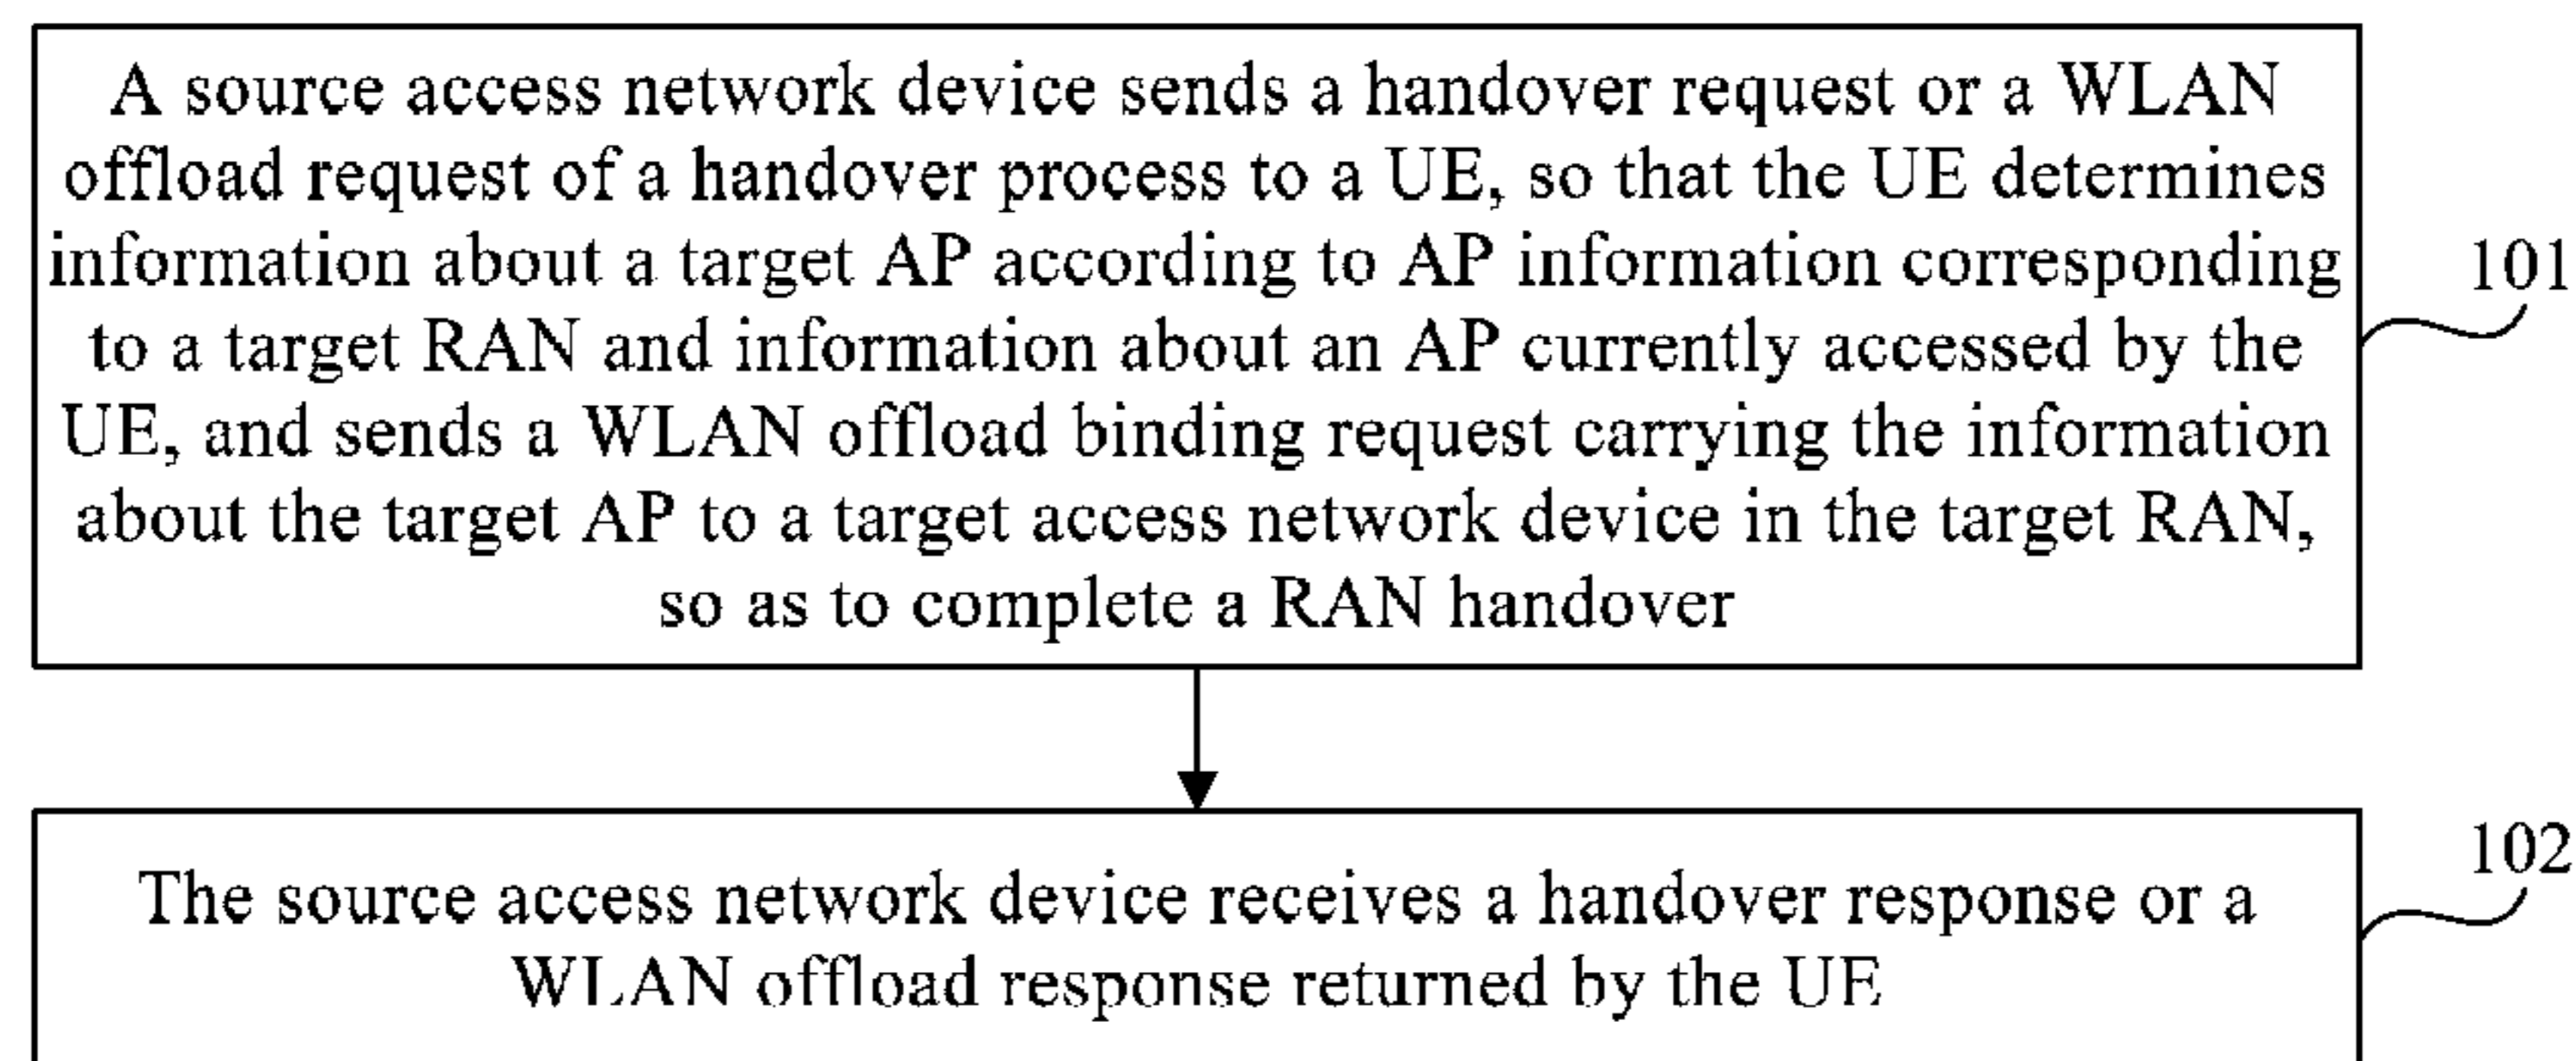 A source access network device sends a handover request or a WLAN
offload request of a handover process to a UE, so that the UE determines
information about a target AP according to AP information corresponding
to a target RAN and information about an AP currently accessed by the
UE, and sends a WLAN offload binding request carrying the information
about the target AP to a target access network device in the target RAN,
so as to complete a RAN handover
101
The source access network device receives a handover response or a
WLAN offload response returned by the UE
102